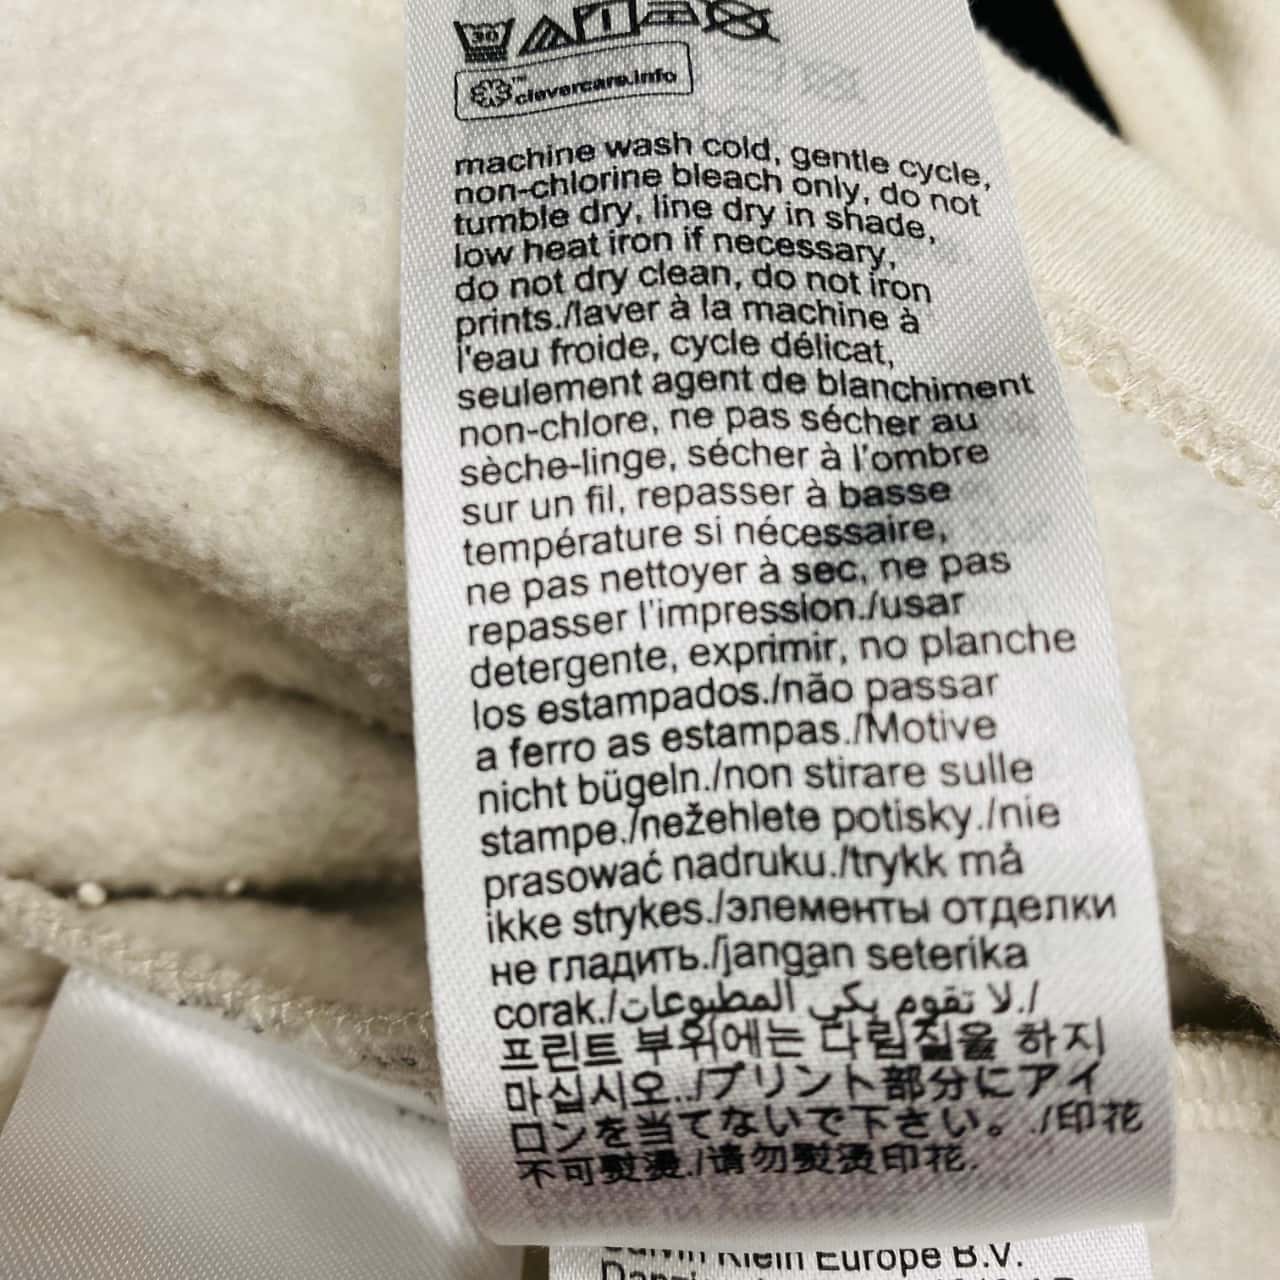 30
clevercare.info
machine wash cold, gentle cycle,
non-chlorine bleach only, do not
tumble dry, line dry in shade,
low heat iron if necessary,
do not dry clean, do not iron
prints./laver à la machine à
l'eau froide, cycle délicat,
seulement agent de blanchiment
non-chlore, ne pas sécher au
sèche-linge, sécher à l'ombre
sur un fil, repasser à basse
température si nécessaire,
ne pas nettoyer à sec, ne pas
repasser l'impression./usar
detergente, exprimir, no planche
los estampados./não passar
a ferro as estampas./Motive
nicht bügeln./non stirare sulle
stampe./nežehlete potisky./nie
prasować nadruku./trykk må
ikke strykes./элементы отделки
не гладить./jangan seterika
corak./لا تقوم بكي المطبوعات./
프린트 부위에는 다림질을 하지
마십시오../プリント部分にアイ
ロンを当てないで下さい。./印花
不可熨燙./请勿熨烫印花.
Calvin Klein Europe B.V.